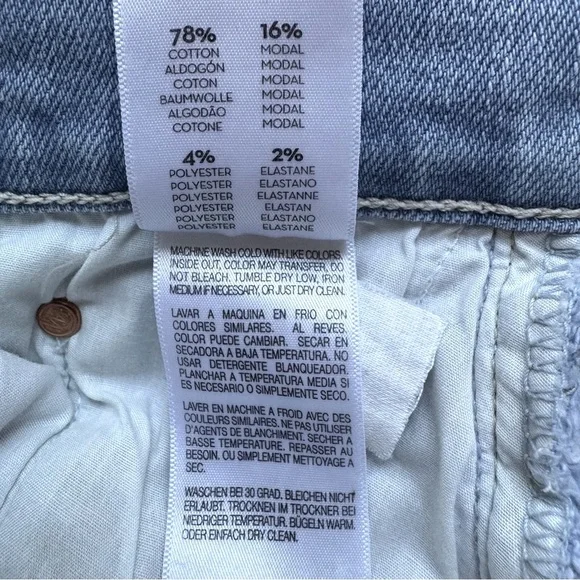 78% 16%
COTTON MODAL
ALDOGÓN MODAL
COTON MODAL
BAUMWOLLE MODAL
ALGODÃO MODAL
COTONE MODAL
4% 2%
POLYESTER ELASTANE
POLYESTER ELASTANO
POLYESTER ELASTANNE
POLYESTER ELASTAN
POLYESTER ELASTANO
POLYESTER ELASTANE
MACHINE WASH COLD WITH LIKE COLORS,
INSIDE OUT, COLOR MAY TRANSFER, DO
NOT BLEACH. TUMBLE DRY LOW, IRON
MEDIUM IF NECESSARY, OR JUST DRY CLEAN.
LAVAR A MAQUINA EN FRIO CON
COLORES SIMILARES. AL REVES.
COLOR PUEDE CAMBIAR. SECAR EN
SECADORA A BAJA TEMPERATURA. NO
USAR DETERGENTE BLANQUEADOR.
PLANCHAR A TEMPERATURA MEDIA SI
ES NECESARIO O SIMPLEMENTE SECO.
LAVER EN MACHINE A FROID AVEC DES
COULEURS SIMILAIRES. NE PAS UTILISER
D'AGENTS DE BLANCHIMENT. SECHER A
BASSE TEMPERATURE. REPASSER AU
BESOIN. OU SIMPLEMENT METTOYAGE A
SEC.
WASCHEN BEI 30 GRAD. BLEICHEN NICHT
ERLAUBT. TROCKNEN IM TROCKNER BEI
NIEDRIGER TEMPERATUR. BÜGELN WARM.
ODER EINFACH DRY CLEAN.